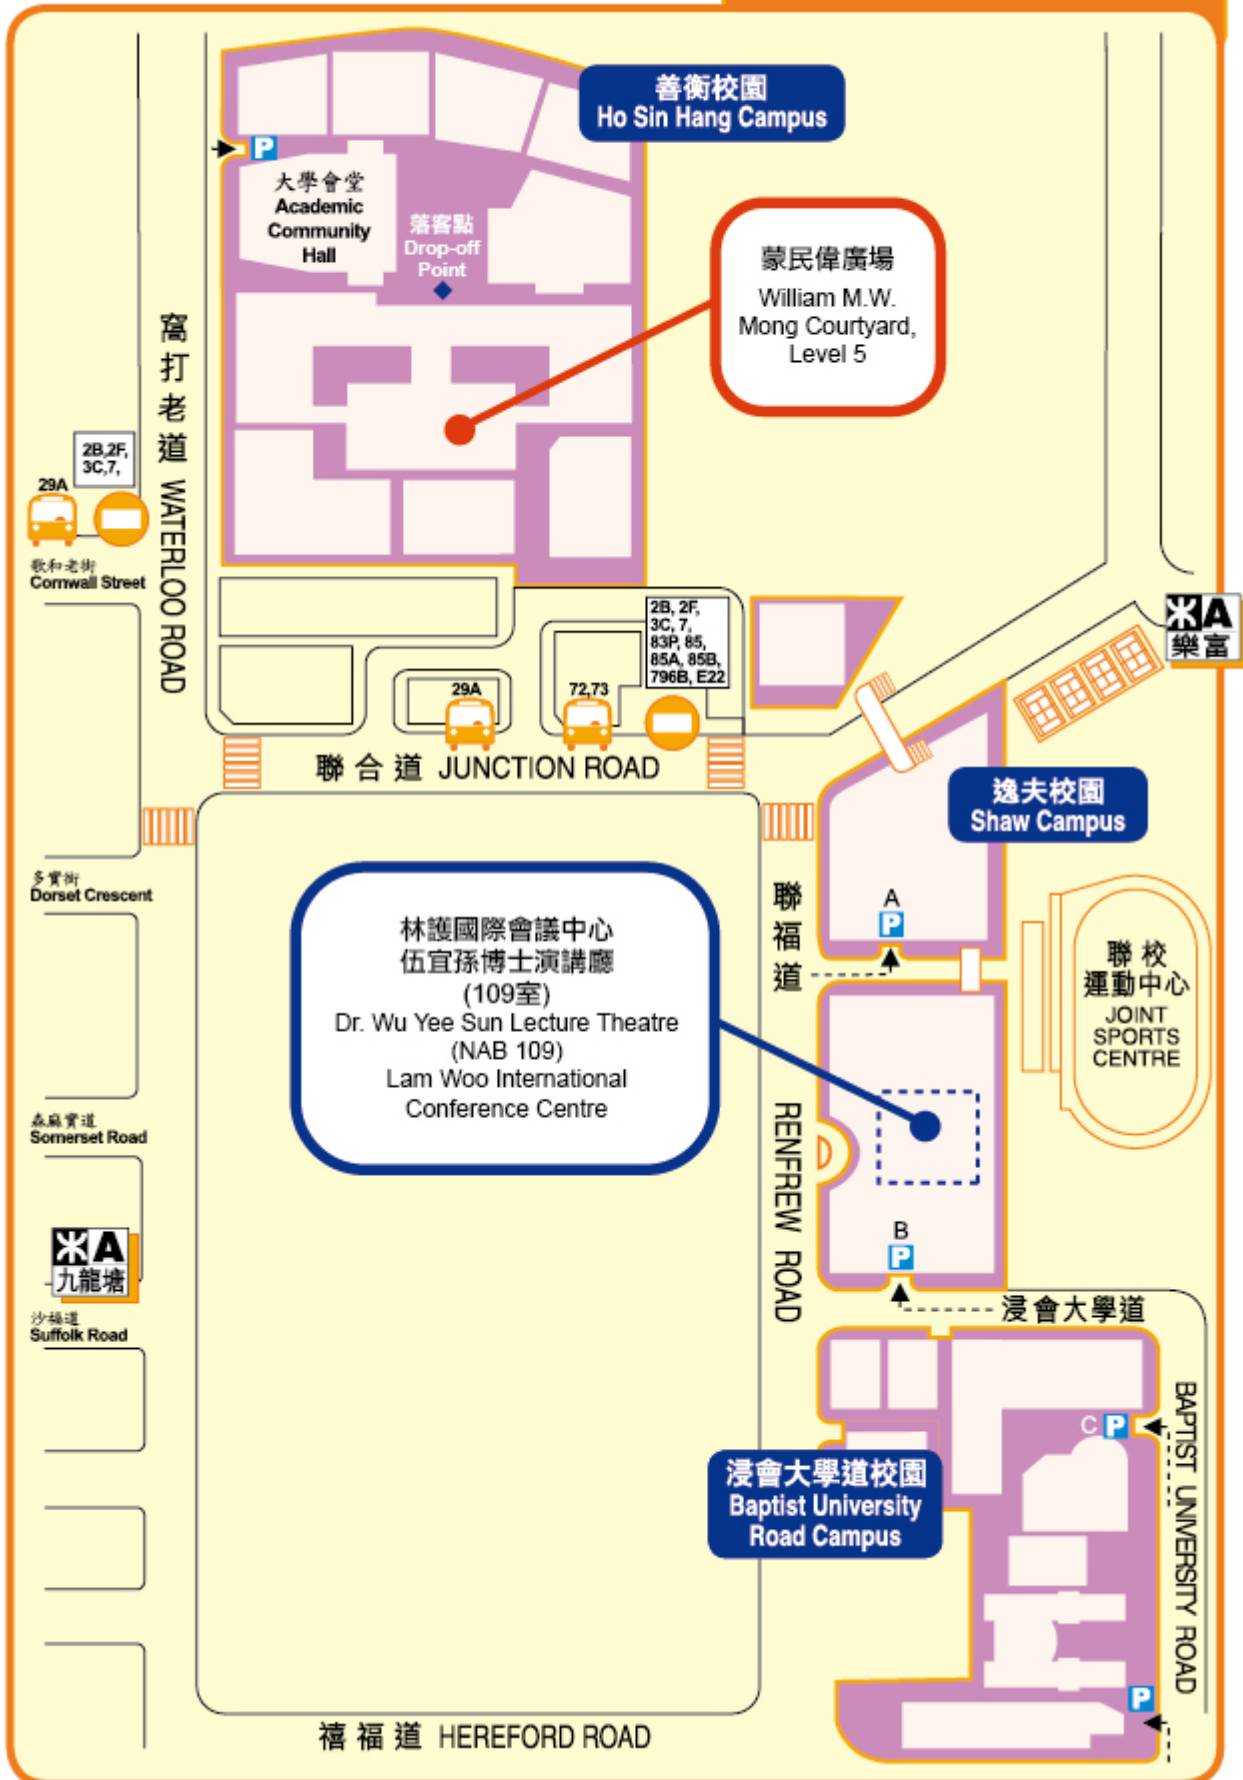 善衡校園
Ho Sin Hang Campus
P
大學會堂
Academic
Community
Hall
落客點
Drop-off
Point
蒙民偉廣場
William M.W.
Mong Courtyard,
Level 5
窩打老道 WATERLOO ROAD
2B,2F,
3C,7,
29A
歌和老街
Cornwall Street
2B, 2F,
3C, 7,
83P, 85,
85A, 85B,
796B, E22
29A
72,73
樂富
聯合道 JUNCTION ROAD
逸夫校園
Shaw Campus
多實街
Dorset Crescent
A
P
聯福道
RENFREW ROAD
聯校
運動中心
JOINT
SPORTS
CENTRE
林護國際會議中心
伍宜孫博士演講廳
(109室)
Dr. Wu Yee Sun Lecture Theatre
(NAB 109)
Lam Woo International
Conference Centre
森麻實道
Somerset Road
九龍塘
B
P
浸會大學道
沙福道
Suffolk Road
BAPTIST UNIVERSITY ROAD
C P
浸會大學道校園
Baptist University
Road Campus
P
禧福道 HEREFORD ROAD